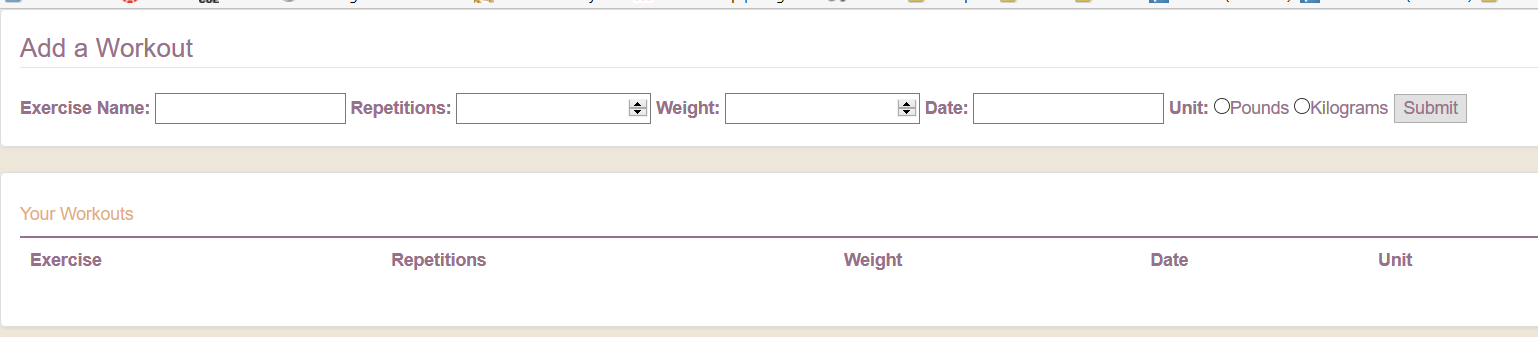 Add a Workout
Exercise Name: Repetitions: Weight: Date: Unit: Pounds Kilograms Submit
Your Workouts
Exercise Repetitions Weight Date Unit